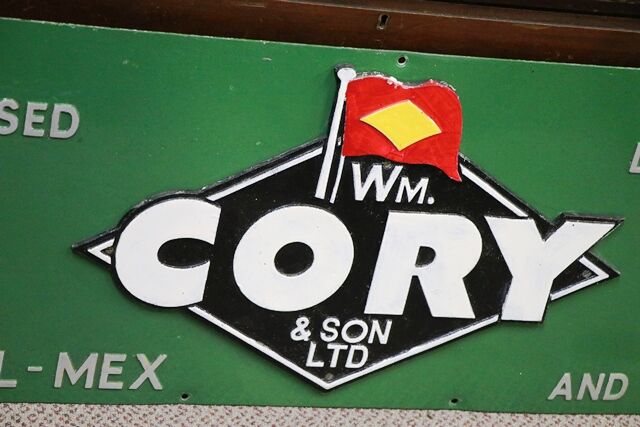 SED
WM.
CORY
& SON
LTD
L-MEX
AND